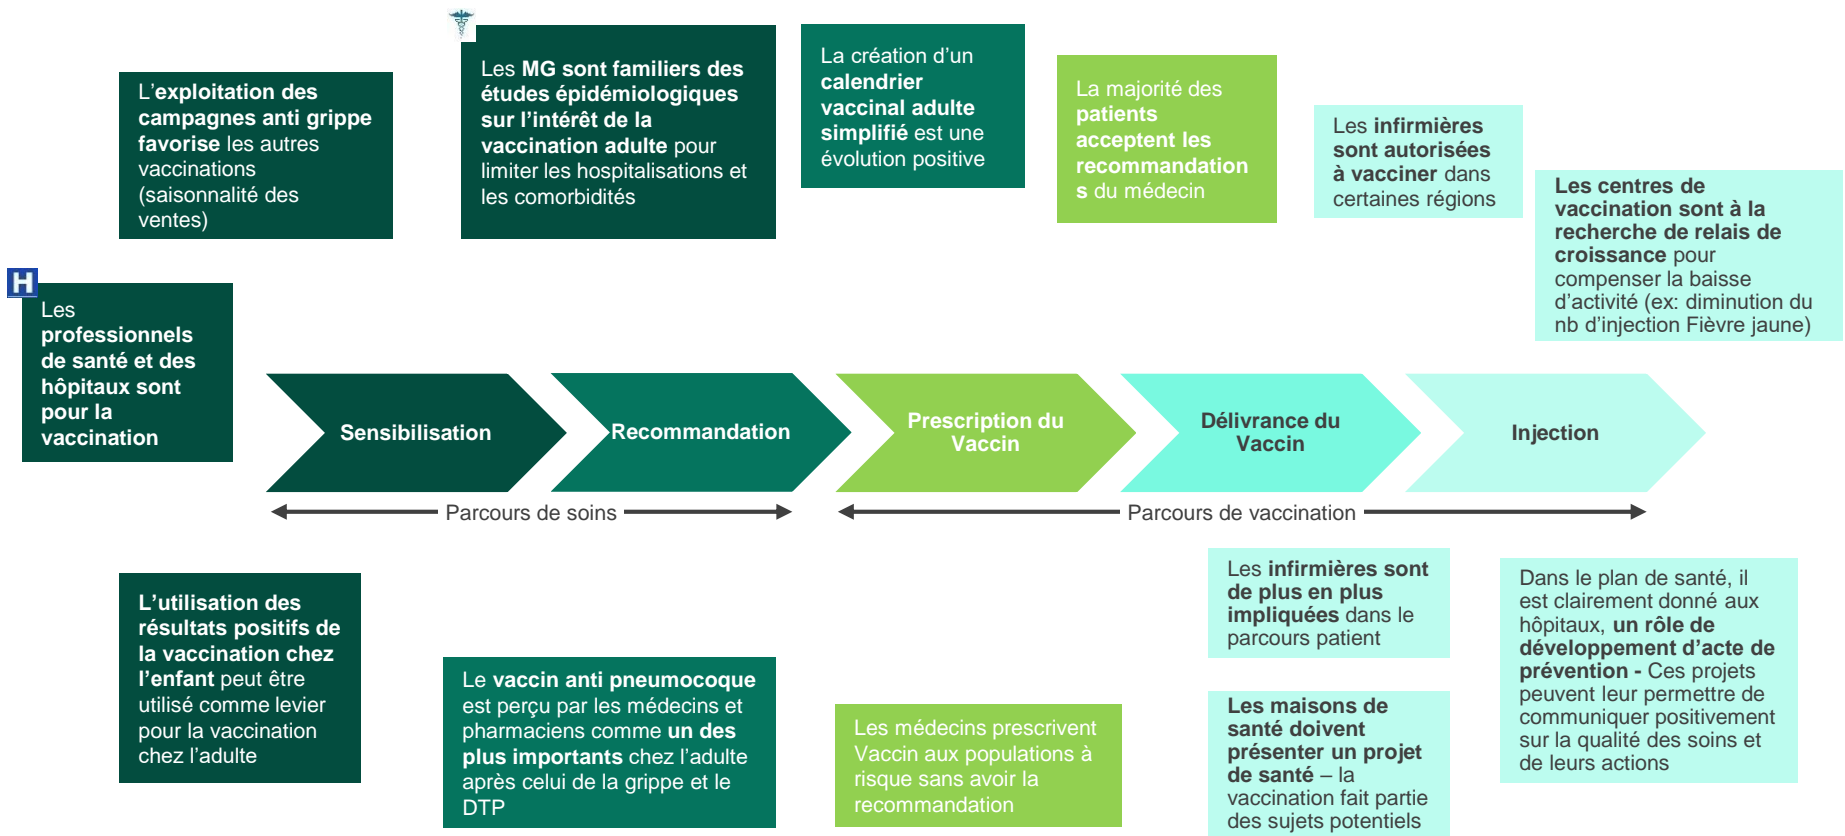 L'exploitation des
campagnes anti grippe
favorise les autres
vaccinations
(saisonnalité des
ventes)
Les MG sont familiers des
études épidémiologiques
sur l'intérêt de la
vaccination adulte pour
limiter les hospitalisations et
les comorbidités
La création d'un
calendrier
vaccinal adulte
simplifié est une
évolution positive
La majorité des
patients
acceptent les
recommandation
s du médecin
Les infirmières
sont autorisées
à vacciner dans
certaines régions
Les centres de
vaccination sont à la
recherche de relais de
croissance pour
compenser la baisse
d'activité (ex: diminution du
nb d'injection Fièvre jaune)
H
Les
professionnels
de santé et des
hôpitaux sont
pour la
vaccination
Sensibilisation
Recommandation
Prescription du
Vaccin
Délivrance du
Vaccin
Injection
Parcours de soins
Parcours de vaccination
L'utilisation des
résultats positifs de
la vaccination chez
l'enfant peut être
utilisé comme levier
pour la vaccination
chez l'adulte
Le vaccin anti pneumocoque
est perçu par les médecins et
pharmaciens comme un des
plus importants chez l'adulte
après celui de la grippe et le
DTP
Les médecins prescrivent
Vaccin aux populations à
risque sans avoir la
recommandation
Les infirmières sont
de plus en plus
impliquées dans le
parcours patient
Les maisons de
santé doivent
présenter un projet
de santé – la
vaccination fait partie
des sujets potentiels
Dans le plan de santé, il
est clairement donné aux
hôpitaux, un rôle de
développement d'acte de
prévention - Ces projets
peuvent leur permettre de
communiquer positivement
sur la qualité des soins et
de leurs actions